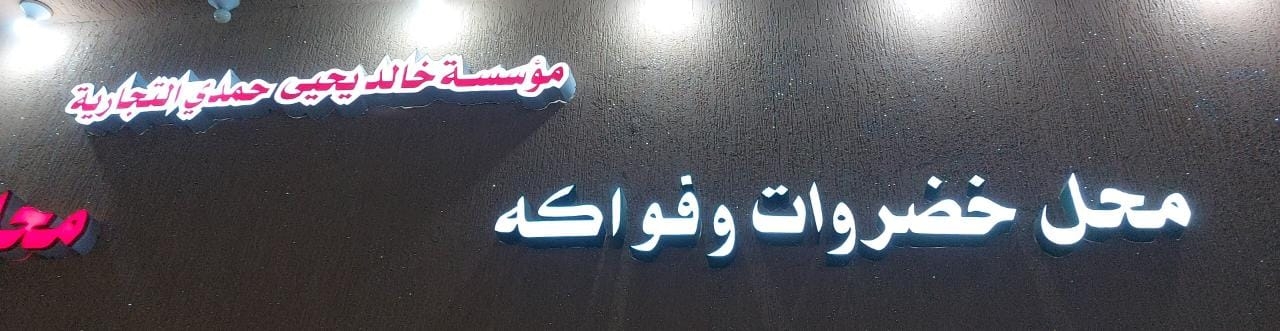 مؤسسة خالد يحيى حمدي التجارية
محل خضروات وفواكه